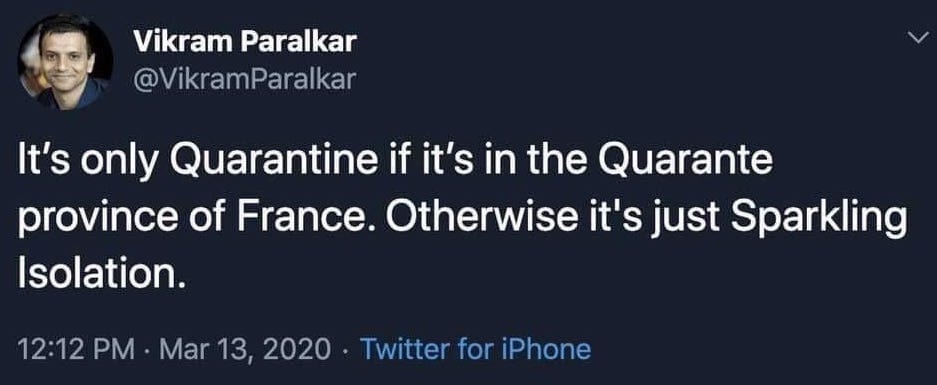 Vikram Paralkar
@VikramParalkar
It’s only Quarantine if it’s in the Quarante
province of France. Otherwise it's just Sparkling
Isolation.
12:12 PM · Mar 13, 2020 · Twitter for iPhone